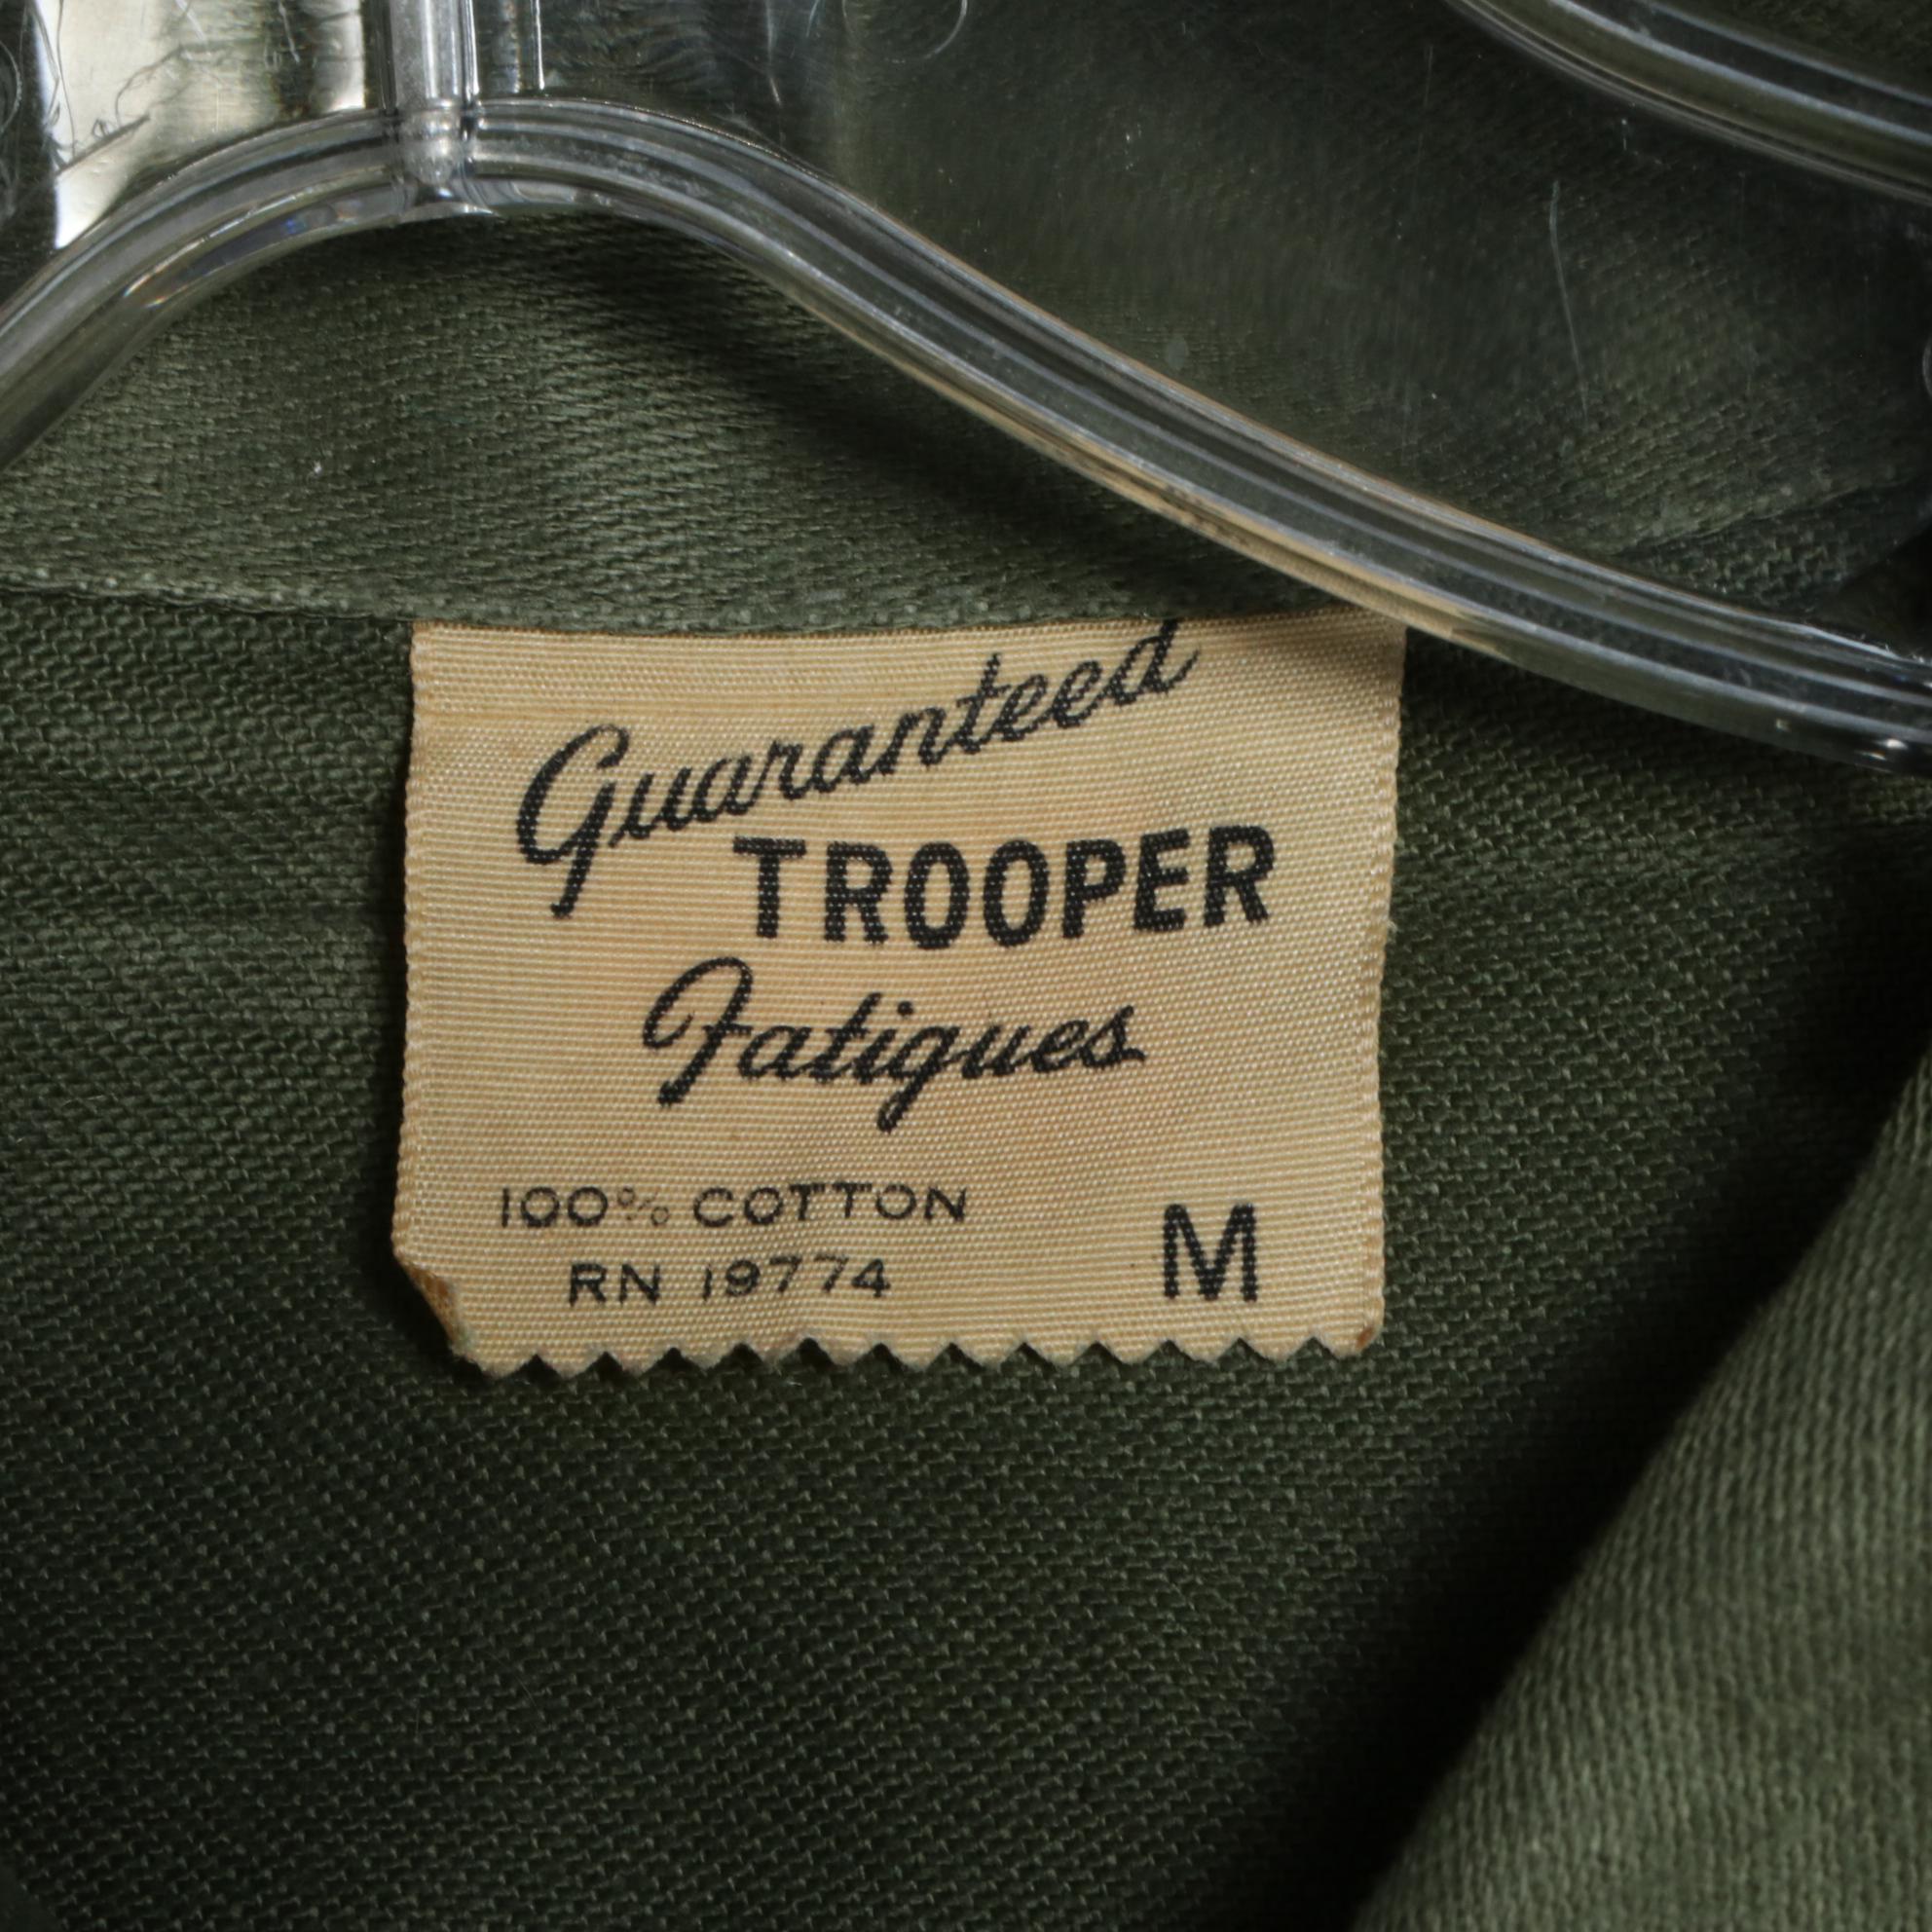 Guaranteed
TROOPER
Fatigues
100% COTTON
RN 19774
M